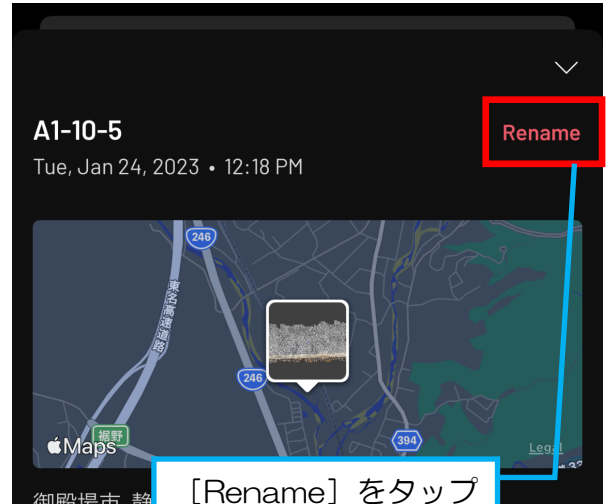 A1-10-5
Rename
Tue, Jan 24, 2023 • 12:18 PM
246
東名高速道路
246
裾野
Maps
394
Legal
御殿場市, 静
[Rename] をタップ